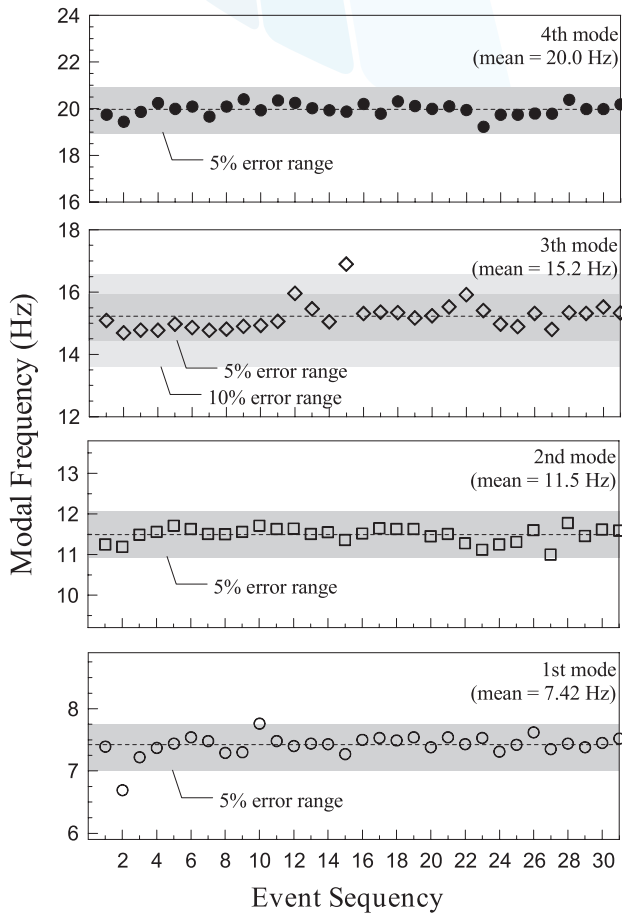 24
22
20
18
16
4th mode
(mean = 20.0 Hz)
5% error range
18
16
14
12
3th mode
(mean = 15.2 Hz)
5% error range
10% error range
13
12
11
10
2nd mode
(mean = 11.5 Hz)
5% error range
8
7
6
1st mode
(mean = 7.42 Hz)
5% error range
2 4 6 8 10 12 14 16 18 20 22 24 26 28 30
Event Sequency
Modal Frequency (Hz)